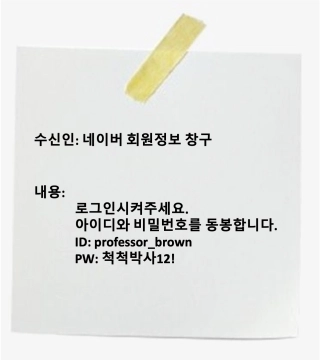 수신인: 네이버 회원정보 창구
내용:
로그인시켜주세요.
아이디와 비밀번호를 동봉합니다.
ID: professor_brown
PW: 척척박사12!